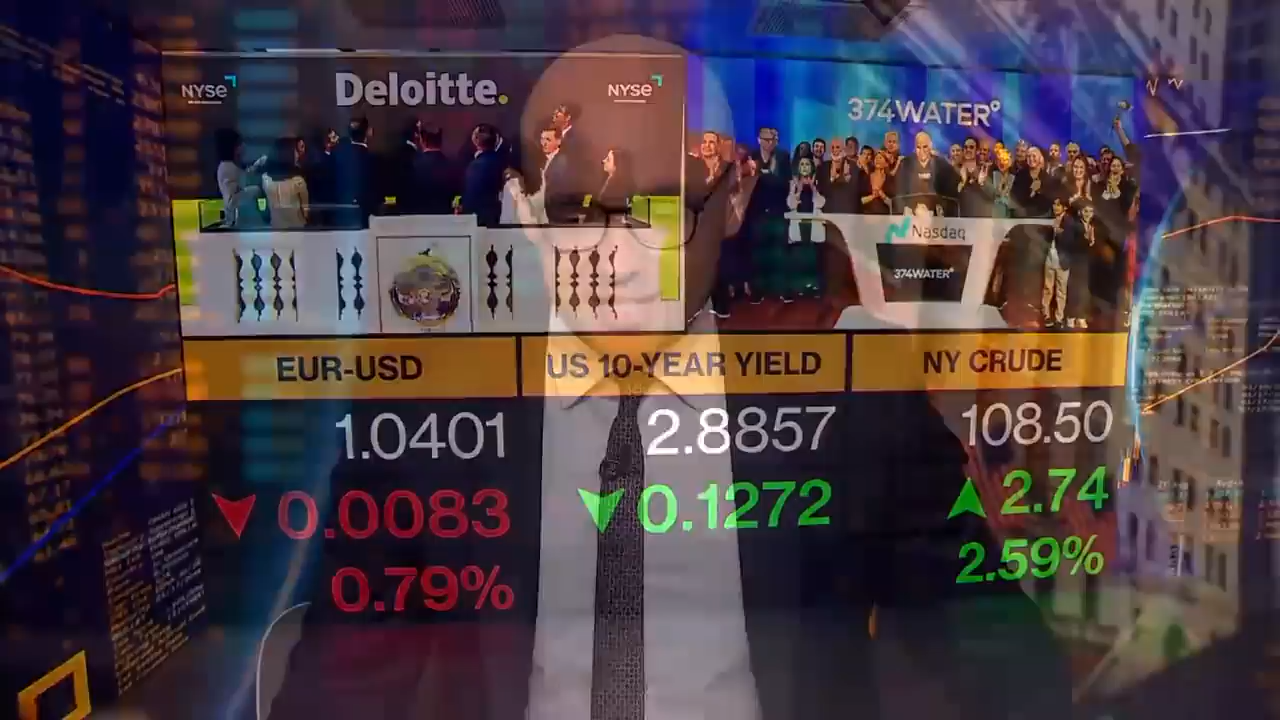 NYSE
Deloitte.
NYSE
374WATER°
Nasdaq
374WATER°
EUR-USD
US 10-YEAR YIELD
NY CRUDE
1.0401
2.8857
108.50
0.0083
0.1272
2.74
0.79%
2.59%